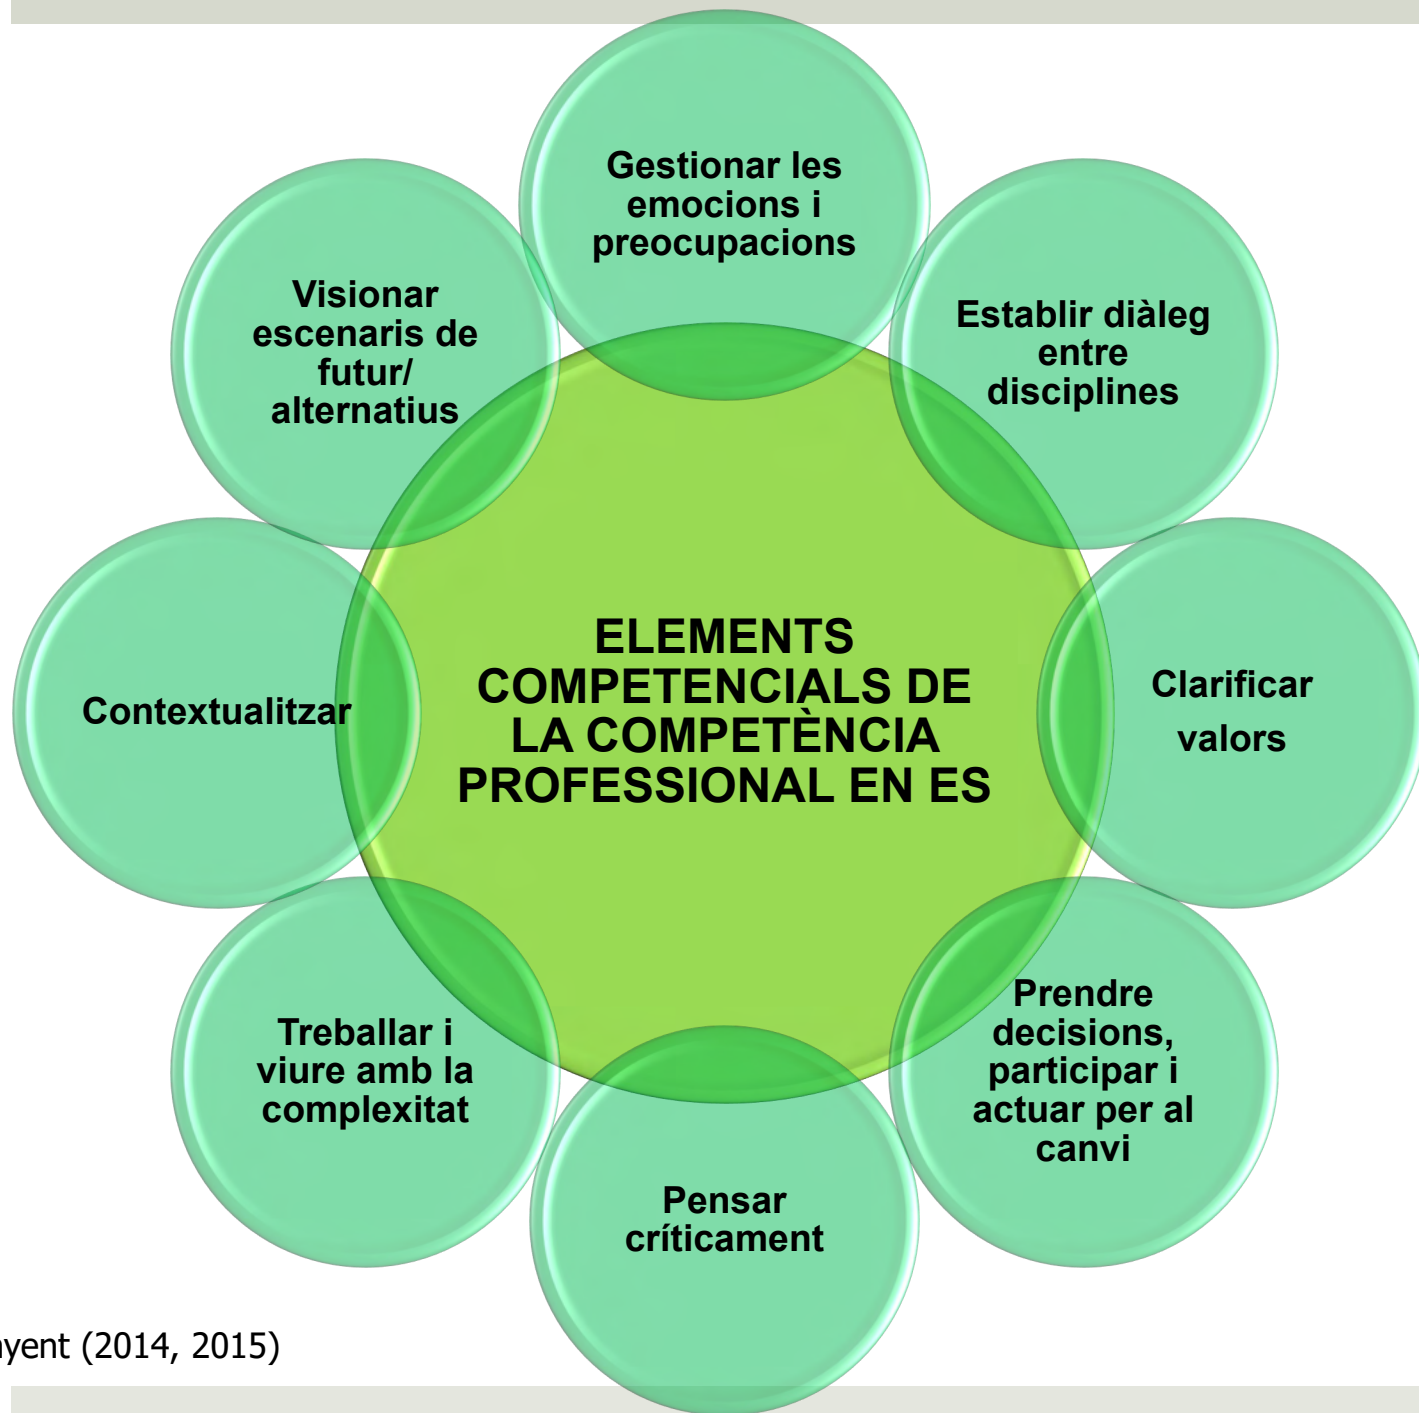 Gestionar les
emocions i
preocupacions
Establir diàleg
entre
disciplines
Clarificar
valors
Prendre
decisions,
participar i
actuar per al
canvi
Pensar
críticament
Treballar i
viure amb la
complexitat
Contextualitzar
Visionar
escenaris de
futur/
alternatius
ELEMENTS
COMPETENCIALS DE
LA COMPETÈNCIA
PROFESSIONAL EN ES
(2014, 2015)